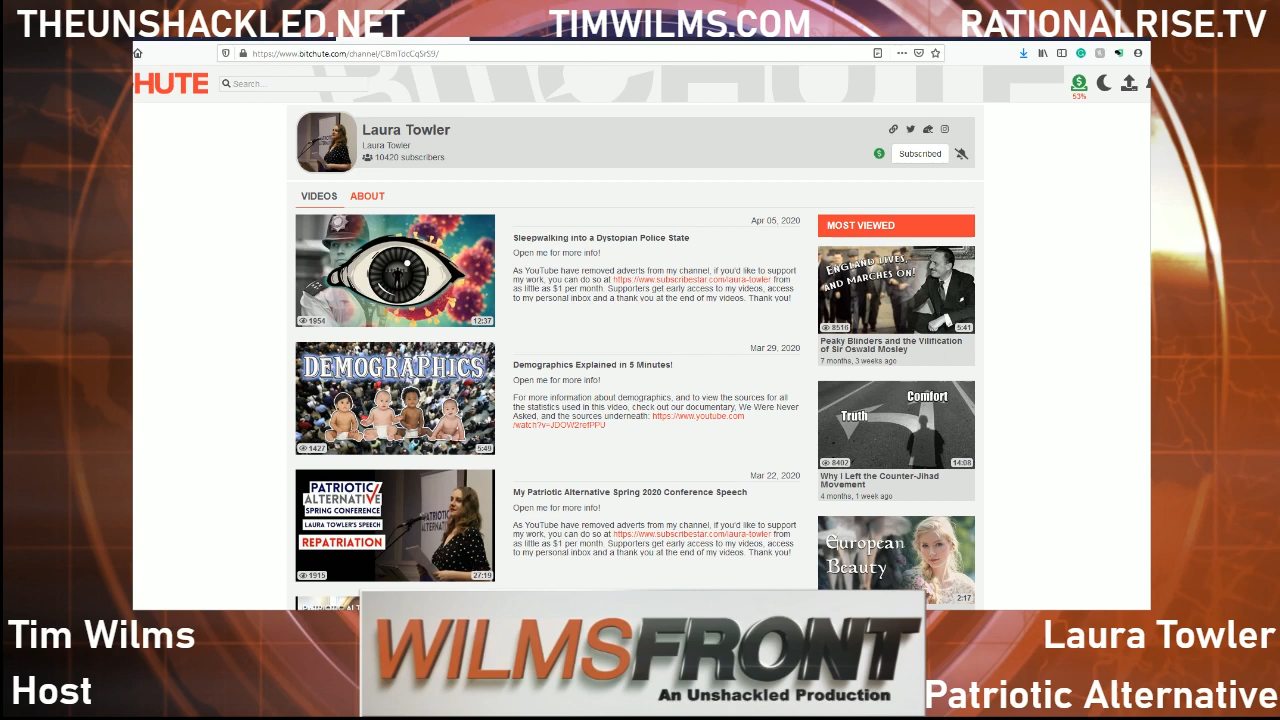 THEUNSHACKLED.NET
TIMWILMS.COM
RATIONALRISE.TV
https://www.bitchute.com/channel/C8mTdcCqSrS9/
HUTE
Search...
BITCHUTE
53%
Laura Towler
Laura Towler
10420 subscribers
Subscribed
VIDEOS
ABOUT
1954
12:37
Apr 05, 2020
Sleepwalking into a Dystopian Police State
Open me for more info!
As YouTube have removed adverts from my channel, if you'd like to support
my work, you can do so at https://www.subscribestar.com/laura-towler from
as little as $1 per month. Supporters get early access to my videos, access
to my personal inbox and a thank you at the end of my videos. Thank you!
DEMOGRAPHICS
1427
5:49
Mar 29, 2020
Demographics Explained in 5 Minutes!
Open me for more info!
For more information about demographics, and to view the sources for all
the statistics used in this video, check out our documentary, We Were Never
Asked, and the sources underneath: https://www.youtube.com
/watch?v=JDOW2refPPU
PATRIOTIC
ALTERNATIVE
SPRING CONFERENCE
LAURA TOWLER'S SPEECH
REPATRIATION
1915
27:19
Mar 22, 2020
My Patriotic Alternative Spring 2020 Conference Speech
Open me for more info!
As YouTube have removed adverts from my channel, if you'd like to support
my work, you can do so at https://www.subscribestar.com/laura-towler from
as little as $1 per month. Supporters get early access to my videos, access
to my personal inbox and a thank you at the end of my videos. Thank you!
MOST VIEWED
ENGLAND LIVES,
AND MARCHES ON!
8516
5:41
Peaky Blinders and the Vilification
of Sir Oswald Mosley
7 months, 3 weeks ago
Comfort
Truth
8402
14:08
Why I Left the Counter-Jihad
Movement
4 months, 1 week ago
European
Beauty
2:17
Tim Wilms
Host
WILMSFRONT
An Unshackled Production
Laura Towler
Patriotic Alternative